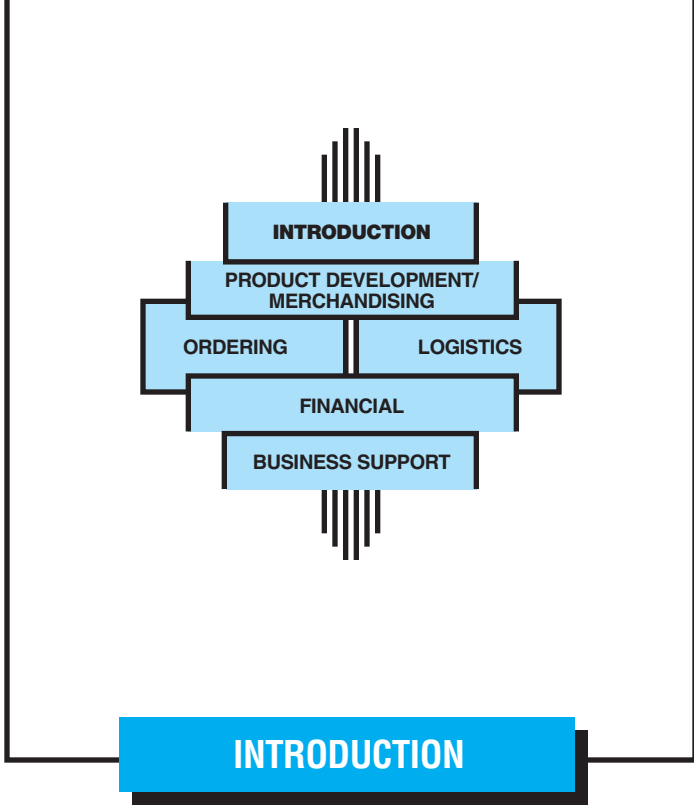 INTRODUCTION
PRODUCT DEVELOPMENT/
MERCHANDISING
ORDERING
LOGISTICS
FINANCIAL
BUSINESS SUPPORT
INTRODUCTION